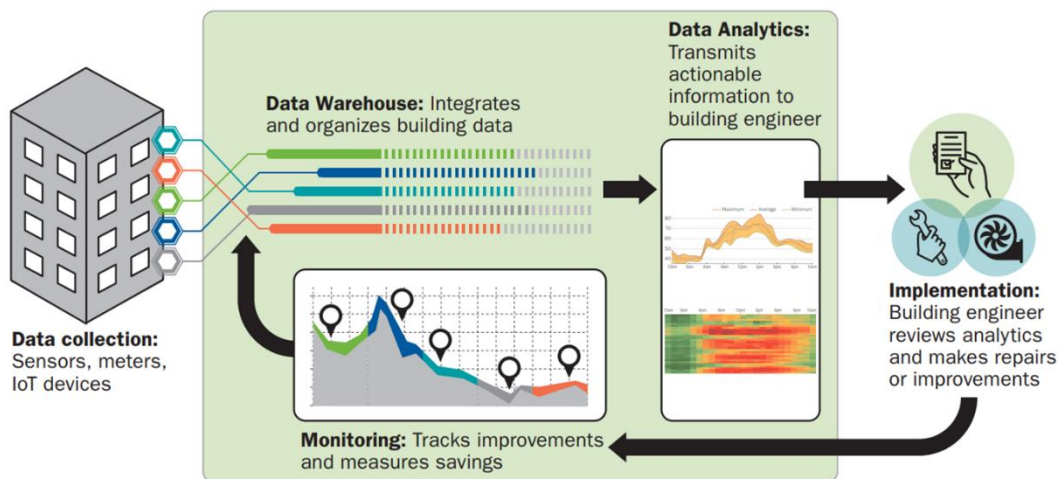 Data Analytics:
Transmits
actionable
information to
building engineer
Data Warehouse: Integrates
and organizes building data
Maximum Average Minimum
Data collection:
Sensors, meters,
IoT devices
Implementation:
Building engineer
reviews analytics
and makes repairs
or improvements
Monitoring: Tracks improvements
and measures savings